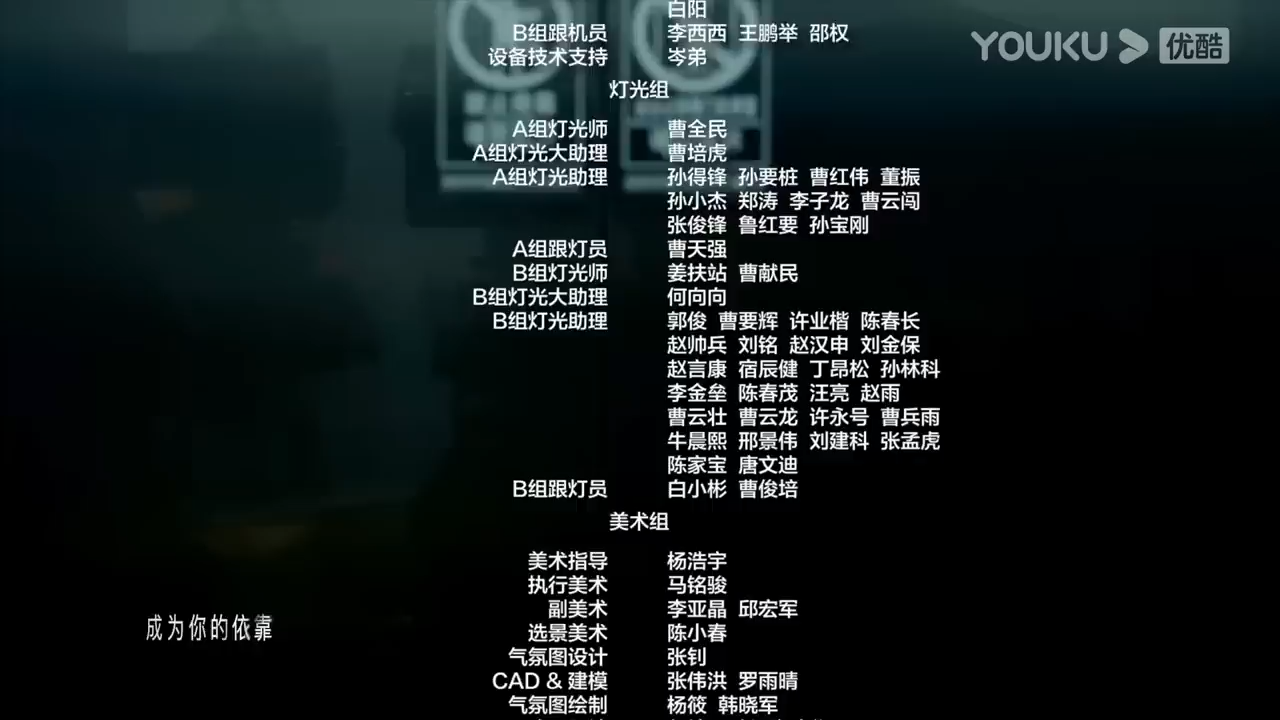 白阳
YOUKU 优酷
B组跟机员 李西西 王鹏举 邵权
设备技术支持 岑弟
灯光组
A组灯光师 曹全民
A组灯光大助理 曹培虎
A组灯光助理 孙得锋 孙要桩 曹红伟 董振
孙小杰 郑涛 李子龙 曹云闯
张俊锋 鲁红要 孙宝刚
A组跟灯员 曹天强
B组灯光师 姜扶站 曹献民
B组灯光大助理 何向向
B组灯光助理 郭俊 曹要辉 许业楷 陈春长
赵帅兵 刘铭 赵汉申 刘金保
赵言康 宿辰健 丁昂松 孙林科
李金垒 陈春茂 汪亮 赵雨
曹云壮 曹云龙 许永号 曹兵雨
牛晨熙 邢景伟 刘建科 张孟虎
陈家宝 唐文迪
B组跟灯员 白小彬 曹俊培
美术组
美术指导 杨浩宇
执行美术 马铭骏
副美术 李亚晶 邱宏军
选景美术 陈小春
气氛图设计 张钊
CAD & 建模 张伟洪 罗雨晴
气氛图绘制 杨筱 韩晓军
成为你的依靠